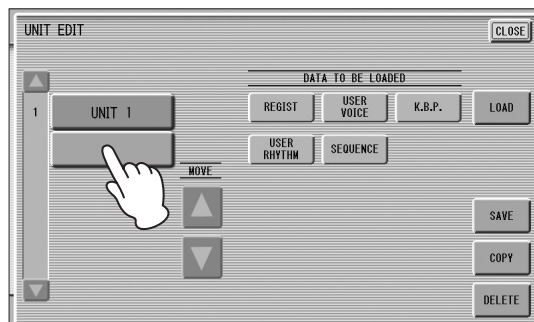 UNIT EDIT
CLOSE
DATA TO BE LOADED
1
UNIT 1
REGIST
USER
VOICE
K.B.P.
LOAD
USER
RHYTHM
SEQUENCE
MOVE
SAVE
COPY
DELETE